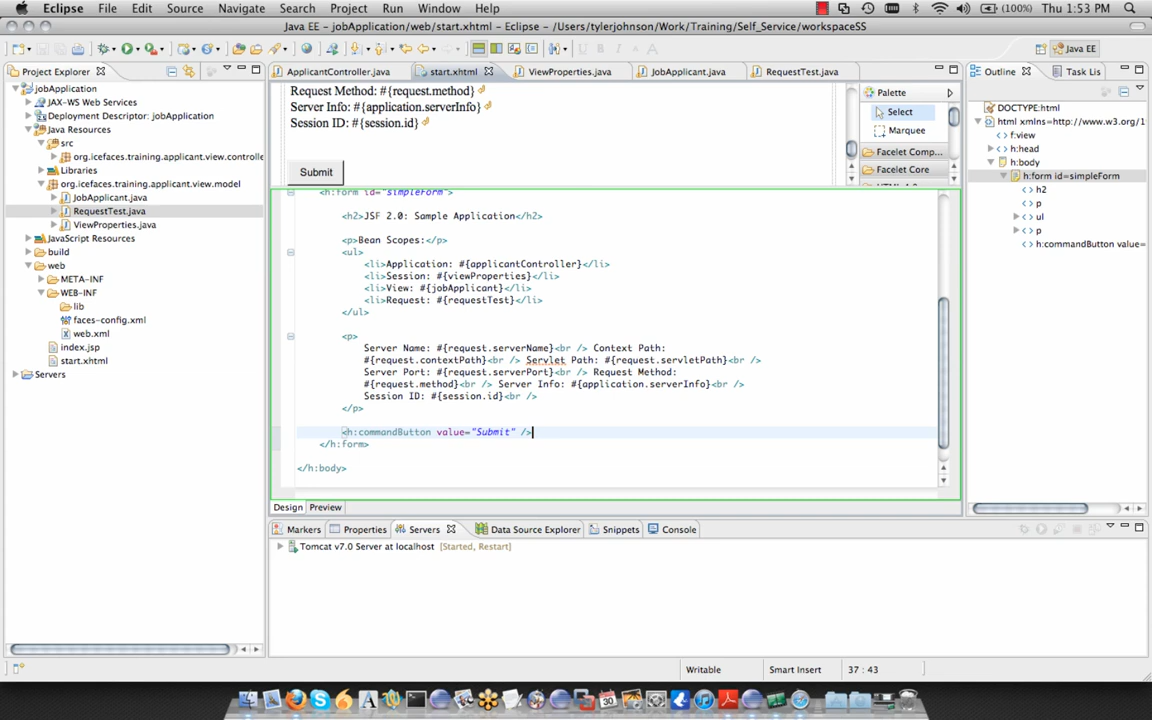 Eclipse File Edit Source Navigate Search Project Run Window Help (100%) Thu 1:53 PM
Java EE - jobApplication/web/start.xhtml - Eclipse - /Users/tylerjohnson/Work/Training/Self_Service/workspaceSS
Java EE
Project Explorer
jobApplication
JAX-WS Web Services
Deployment Descriptor: jobApplication
Java Resources
src
org.icefaces.training.applicant.view.controlle
Libraries
org.icefaces.training.applicant.view.model
JobApplicant.java
RequestTest.java
ViewProperties.java
JavaScript Resources
build
web
META-INF
WEB-INF
lib
faces-config.xml
web.xml
index.jsp
start.xhtml
Servers
ApplicantController.java start.xhtml ViewProperties.java JobApplicant.java RequestTest.java
Request Method: #{request.method}
Server Info: #{application.serverInfo}
Session ID: #{session.id}
Submit
Palette
Select
Marquee
Facelet Comp...
Facelet Core
<h:form id="simpleForm">
<h2>JSF 2.0: Sample Application</h2>
<p>Bean Scopes:</p>
<ul>
<li>Application: #{applicantController}</li>
<li>Session: #{viewProperties}</li>
<li>View: #{jobApplicant}</li>
<li>Request: #{requestTest}</li>
</ul>
<p>
Server Name: #{request.serverName}<br /> Context Path:
#{request.contextPath}<br /> Servlet Path: #{request.servletPath}<br />
Server Port: #{request.serverPort}<br /> Request Method:
#{request.method}<br /> Server Info: #{application.serverInfo}<br />
Session ID: #{session.id}<br />
</p>
<h:commandButton value="Submit" />
</h:form>
</h:body>
Design Preview
Outline Task Lis
DOCTYPE:html
html xmlns=http://www.w3.org/1
f:view
h:head
h:body
h:form id=simpleForm
h2
p
ul
p
h:commandButton value=
Markers Properties Servers Data Source Explorer Snippets Console
Tomcat v7.0 Server at localhost [Started, Restart]
Writable Smart Insert 37 : 43